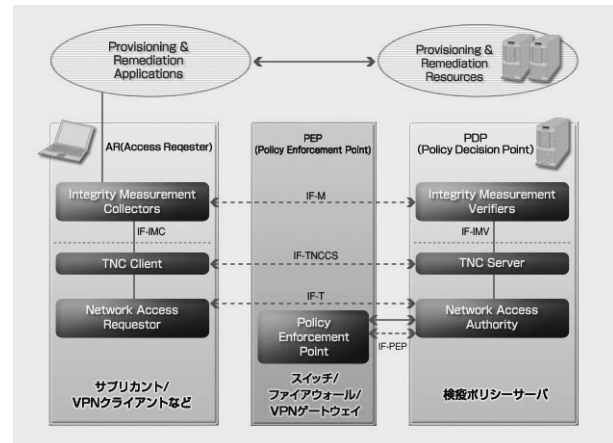 Provisioning &
Remediation
Applications
Provisioning &
Remediation
Resources
AR(Access Reqester)
PEP
(Policy Enforcement Point)
PDP
(Policy Decision Point)
Integrity Measurement
Collectors
IF-M
Integrity Measurement
Verifiers
IF-IMC
IF-IMV
TNC Client
IF-TNCCS
TNC Server
Network Access
Requestor
IF-T
Network Access
Authority
Policy
Enforcement
Point
IF-PEP
サプリカント/
VPNクライアントなど
スイッチ/
ファイアウォール/
VPNゲートウェイ
検疫ポリシーサーバ